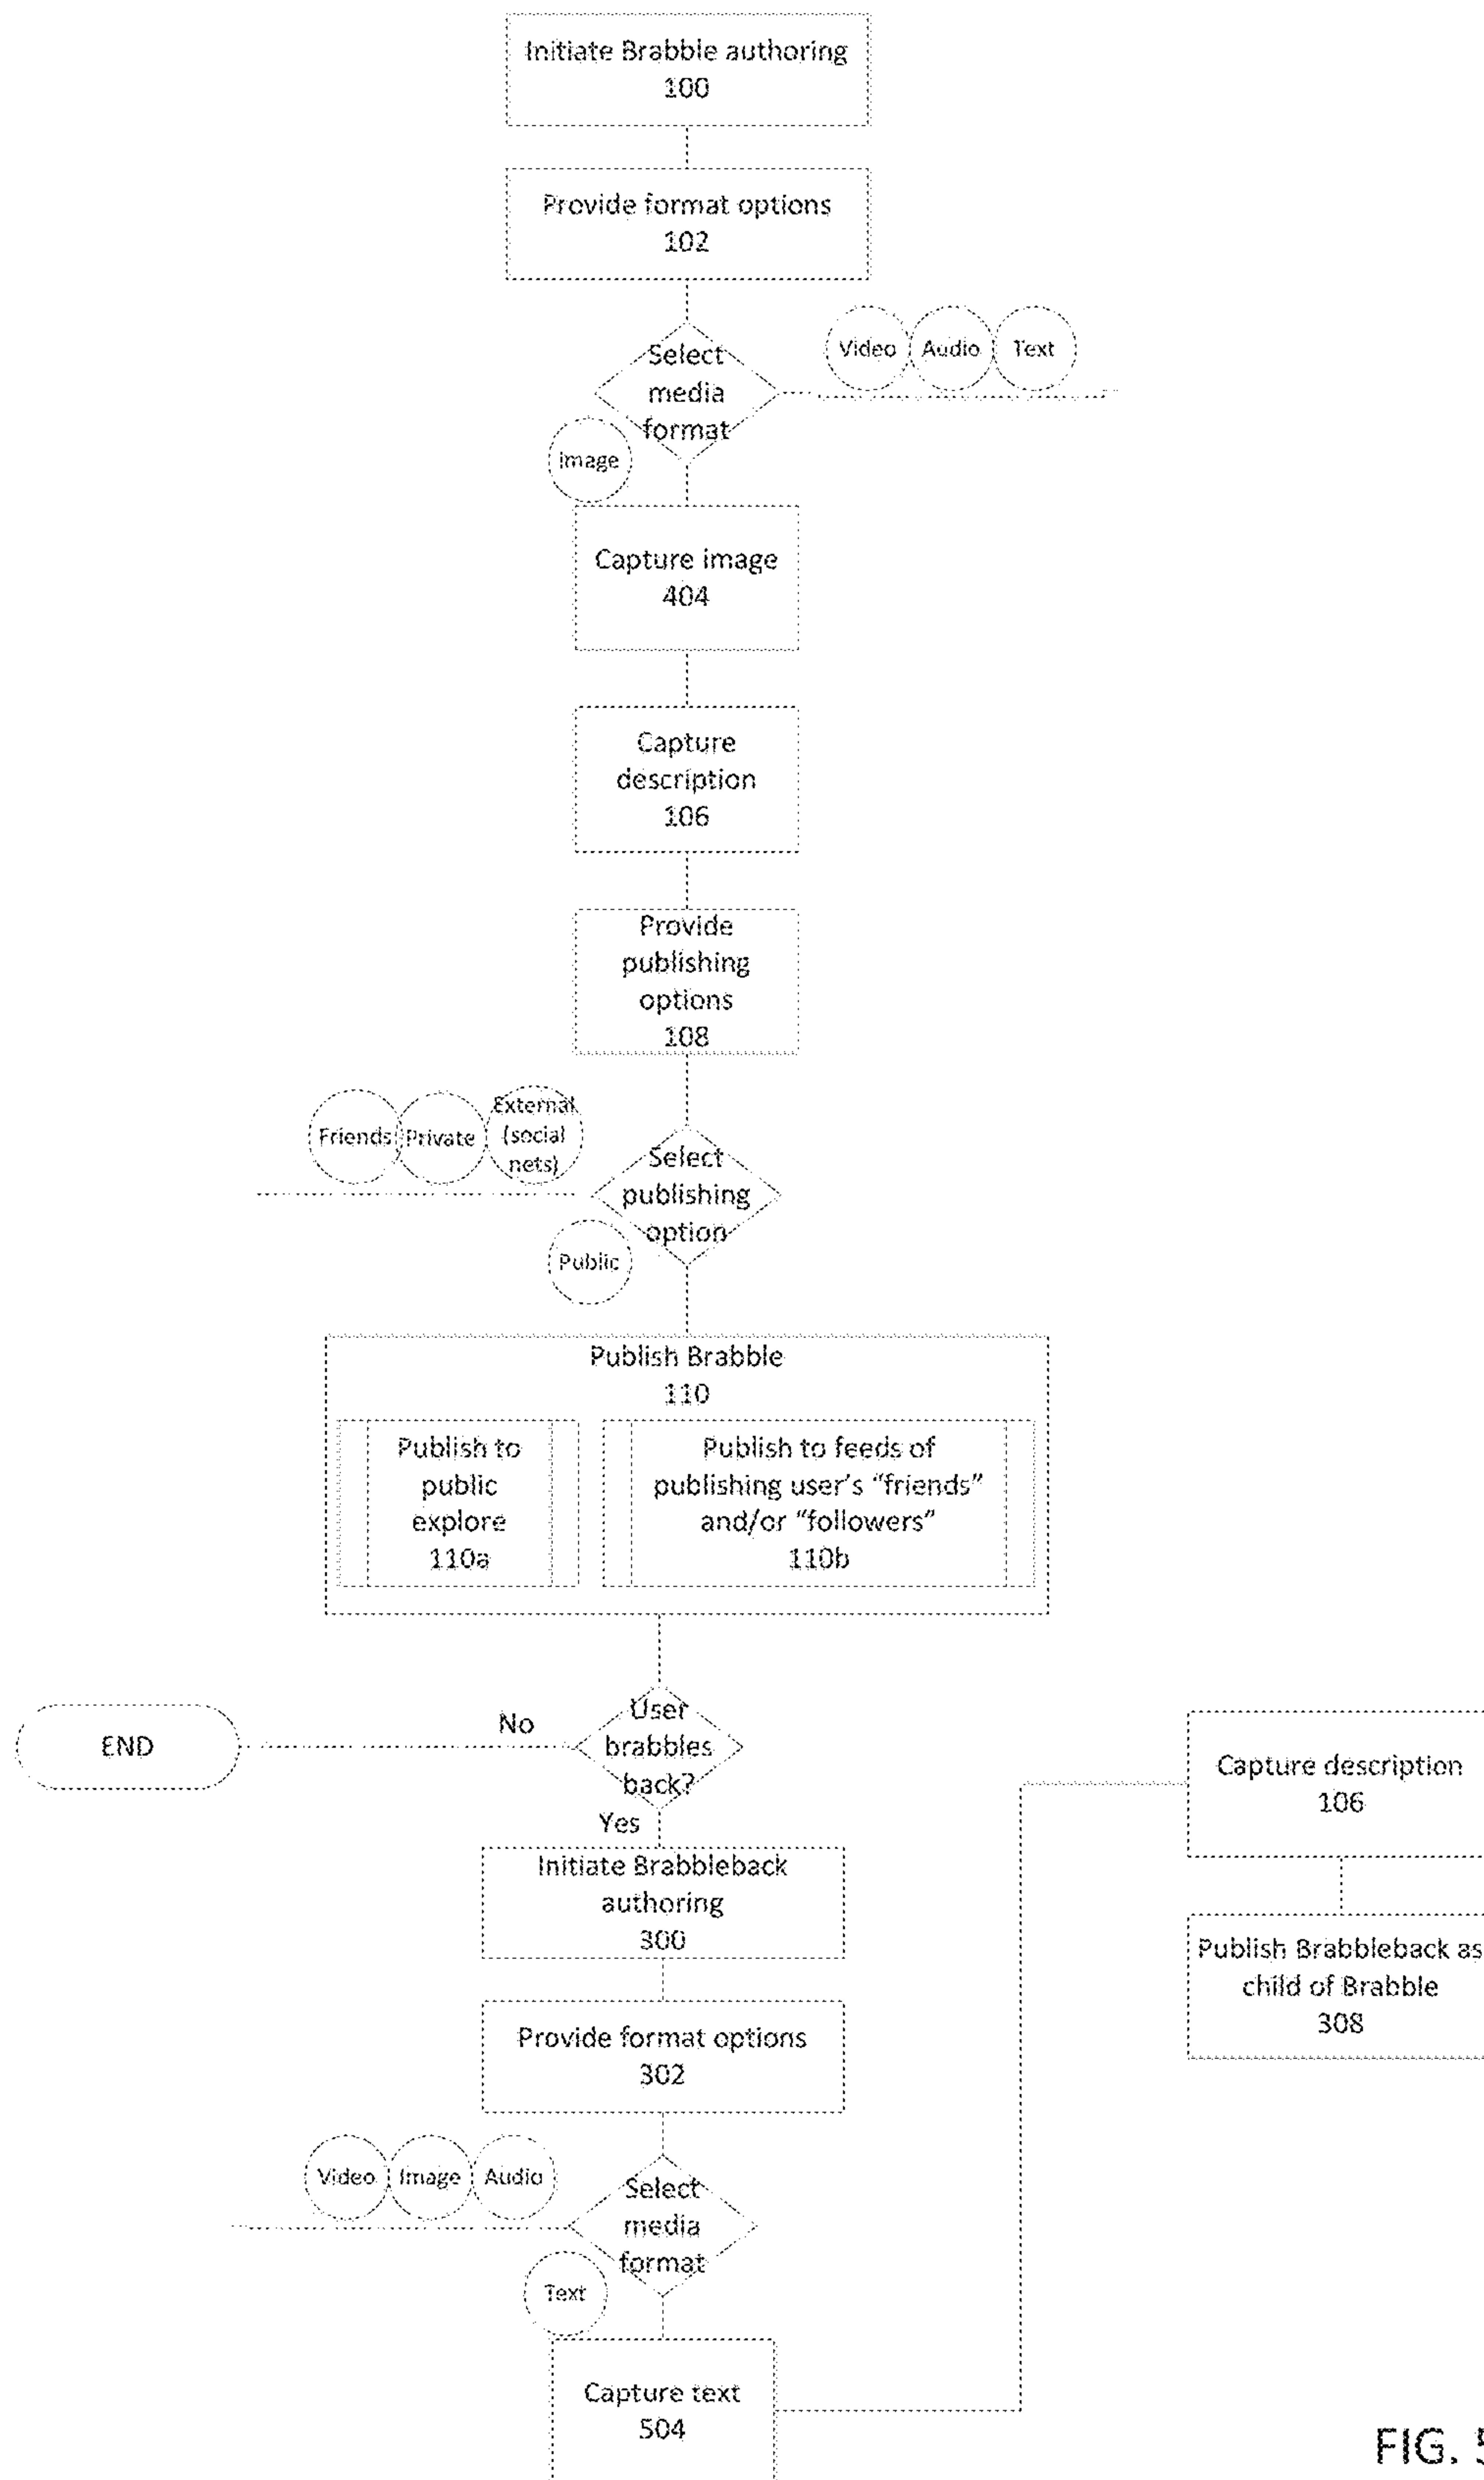 Initiate Brabble authoring
100
Provide format options
102
Select
media
format
Video
Audio
Text
Image
Capture image
404
Capture
description
106
Provide
publishing
options
108
Friends
Private
External
(social
nets)
Select
publishing
option
Public
Publish Brabble
110
Publish to
public
explore
110a
Publish to feeds of
publishing user's “friends”
and/or “followers”
110b
User
brabbles
back?
No
END
Yes
Initiate Brabbleback
authoring
300
Provide format options
302
Video
Image
Audio
Select
media
format
Text
Capture text
504
Capture description
106
Publish Brabbleback as
child of Brabble
308
FIG. 5